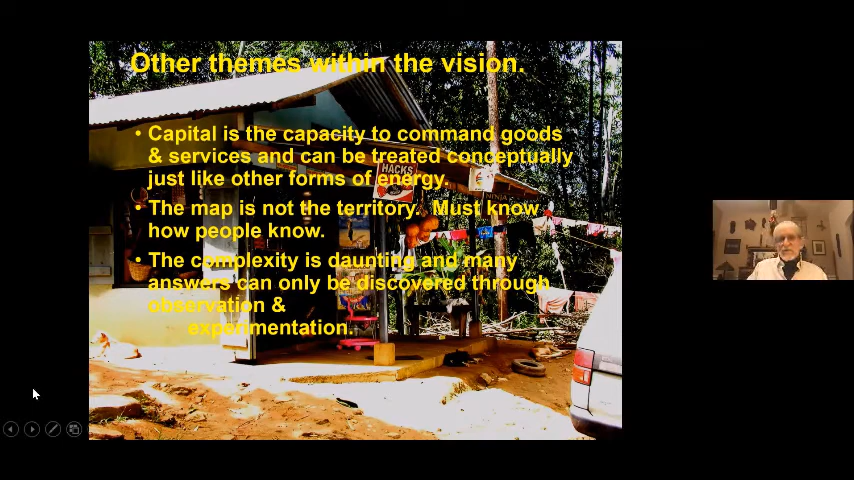 Other themes within the vision.
• Capital is the capacity to command goods
& services and can be treated conceptually
just like other forms of energy.
HACKS
• The map is not the territory. Must know
how people know.
• The complexity is daunting and many
answers can only be discovered through
observation &
experimentation.